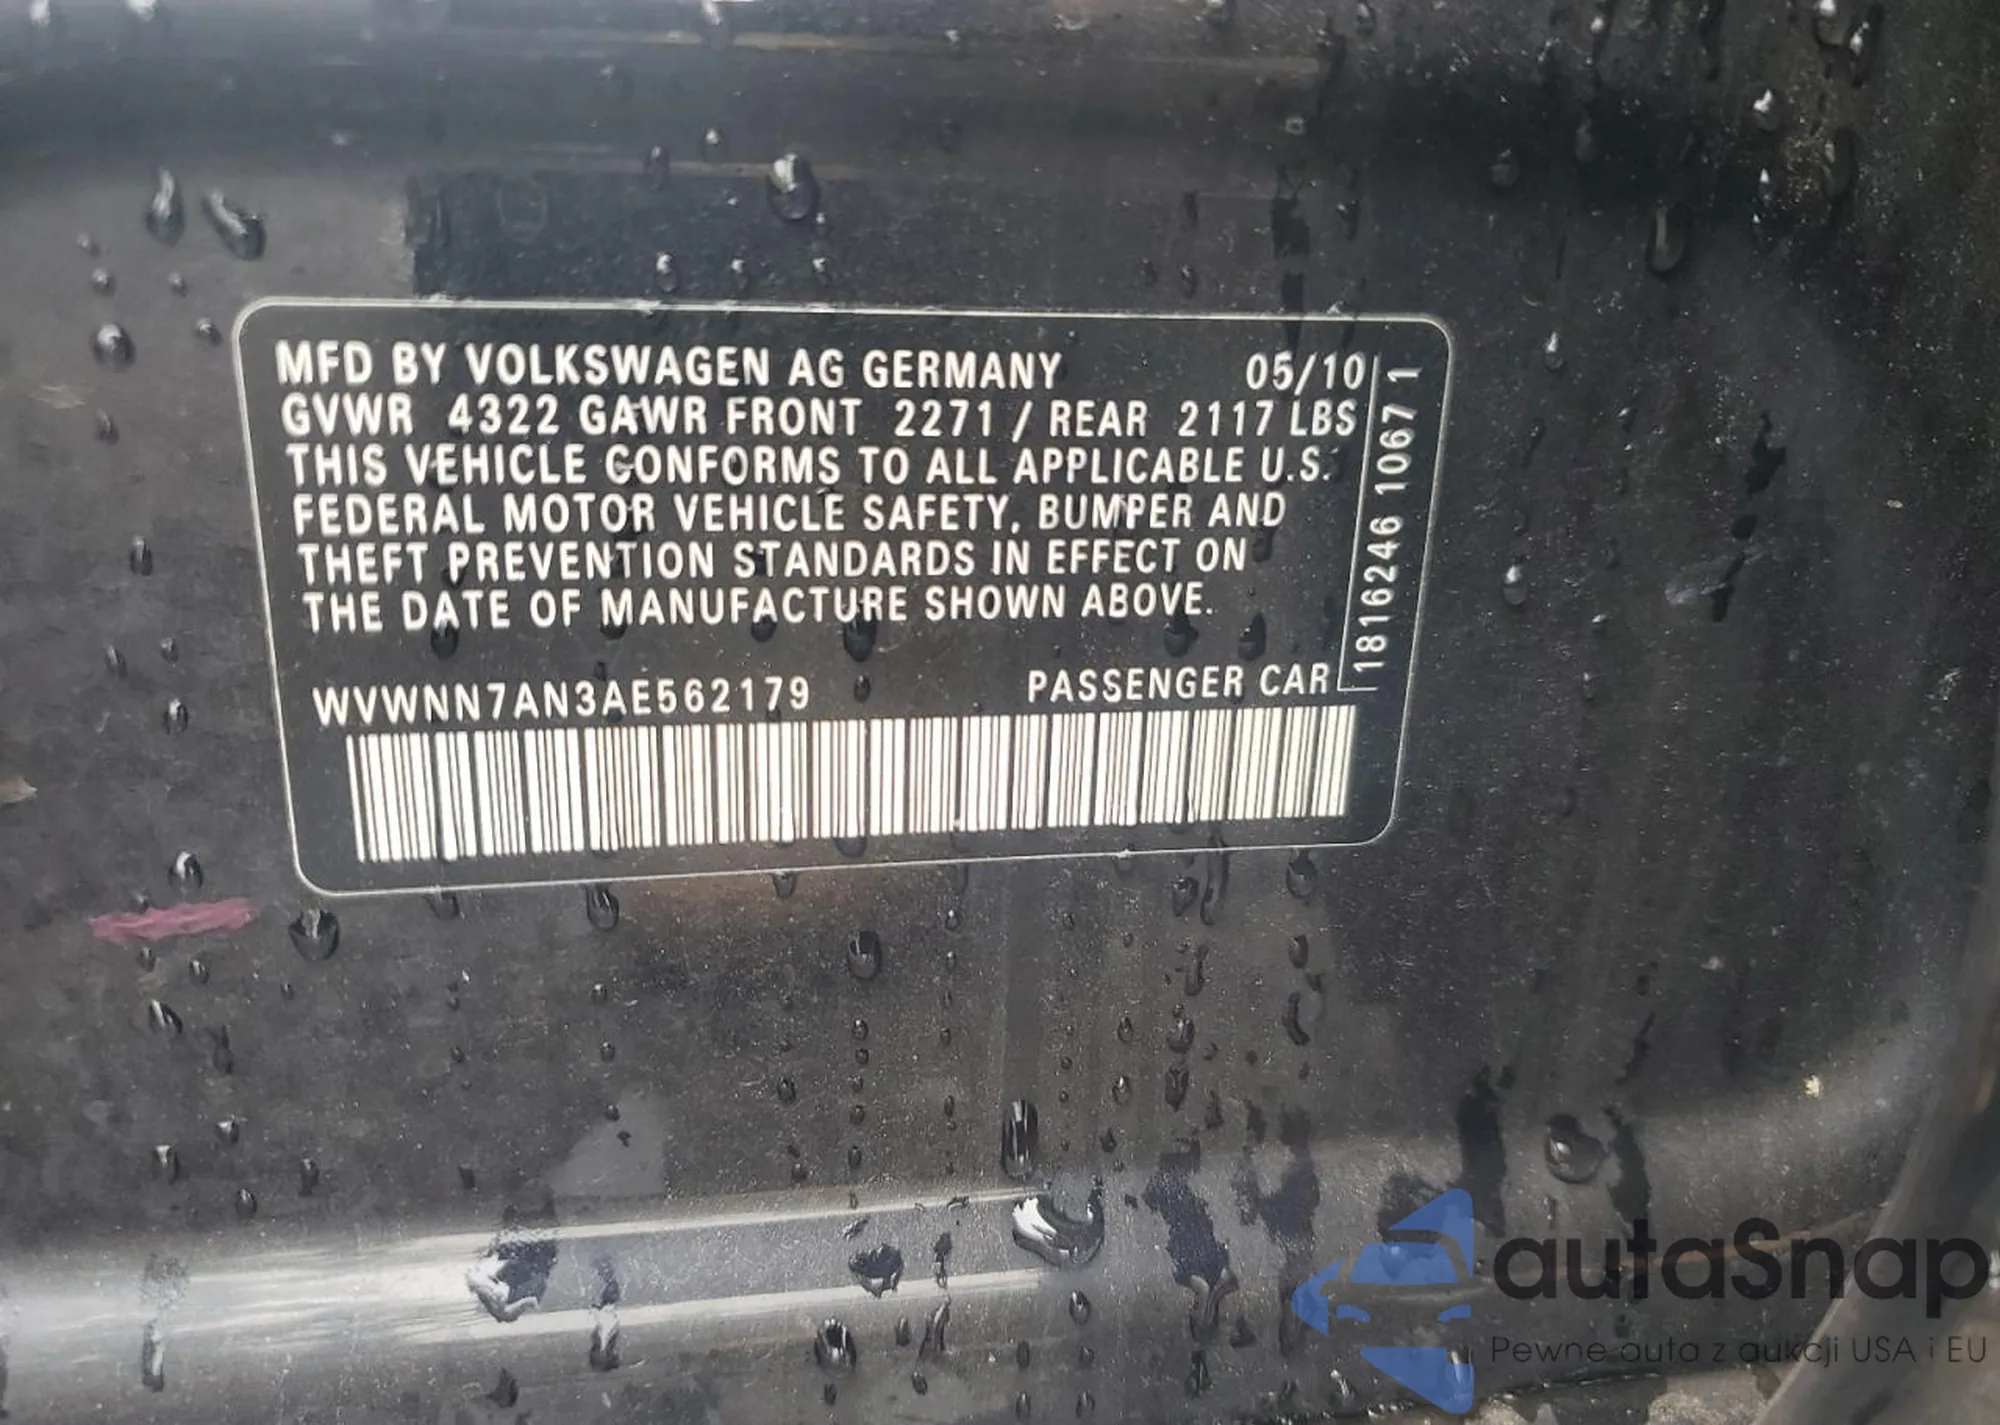 MFD BY VOLKSWAGEN AG GERMANY 05/10
GVWR 4322 GAWR FRONT 2271 / REAR 2117 LBS
THIS VEHICLE CONFORMS TO ALL APPLICABLE U.S.
FEDERAL MOTOR VEHICLE SAFETY, BUMPER AND
THEFT PREVENTION STANDARDS IN EFFECT ON
THE DATE OF MANUFACTURE SHOWN ABOVE.
WVWNN7AN3AE562179 PASSENGER CAR
18162246 1067 1
autaSnap
Pewne auta z aukcji USA i EU